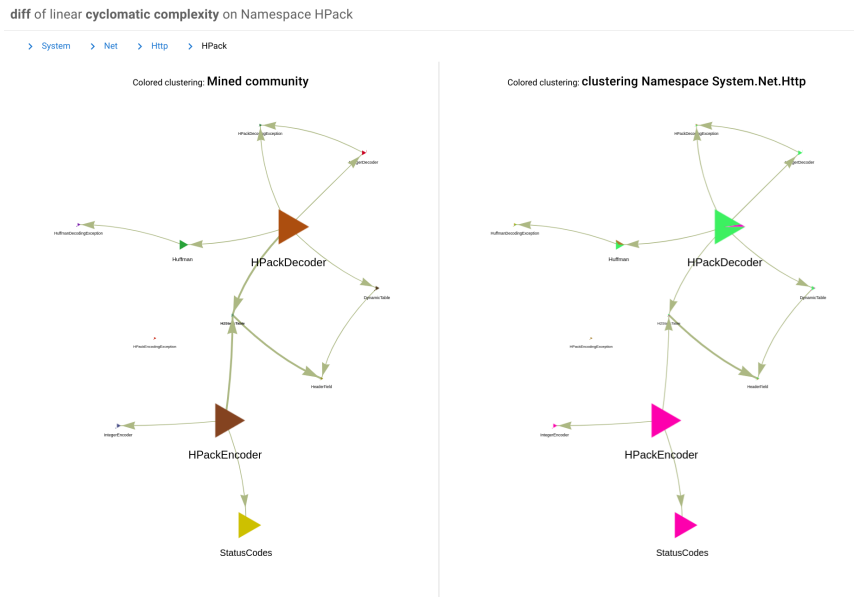 diff of linear cyclomatic complexity on Namespace HPack
> System > Net > Http > HPack
Colored clustering: Mined community
HPackDecodingException
HPackDecoder
HuffmanDecodingException
Huffman
DynamicTable
HPackEncodingException
HeaderField
IntegerEncoder
HPackEncoder
StatusCodes
Colored clustering: clustering Namespace System.Net.Http
HPackDecodingException
HPackDecoder
HuffmanDecodingException
Huffman
DynamicTable
HPackEncodingException
HeaderField
IntegerEncoder
HPackEncoder
StatusCodes